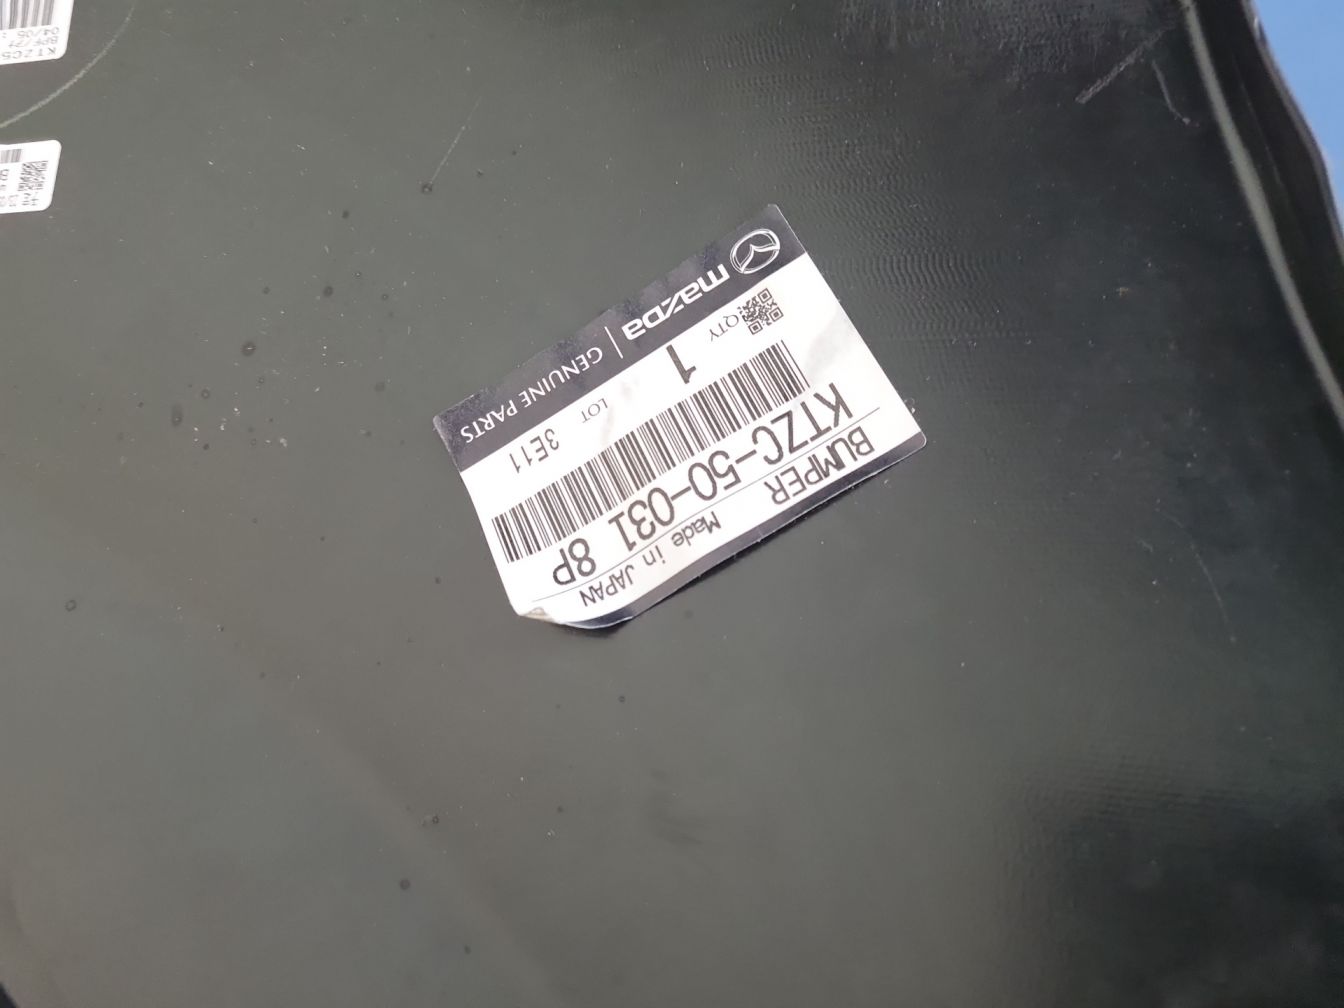 mazda | GENUINE PARTS
QTY 1
LOT 3E11
KTZC-50-031 8P
BUMPER
Made in JAPAN